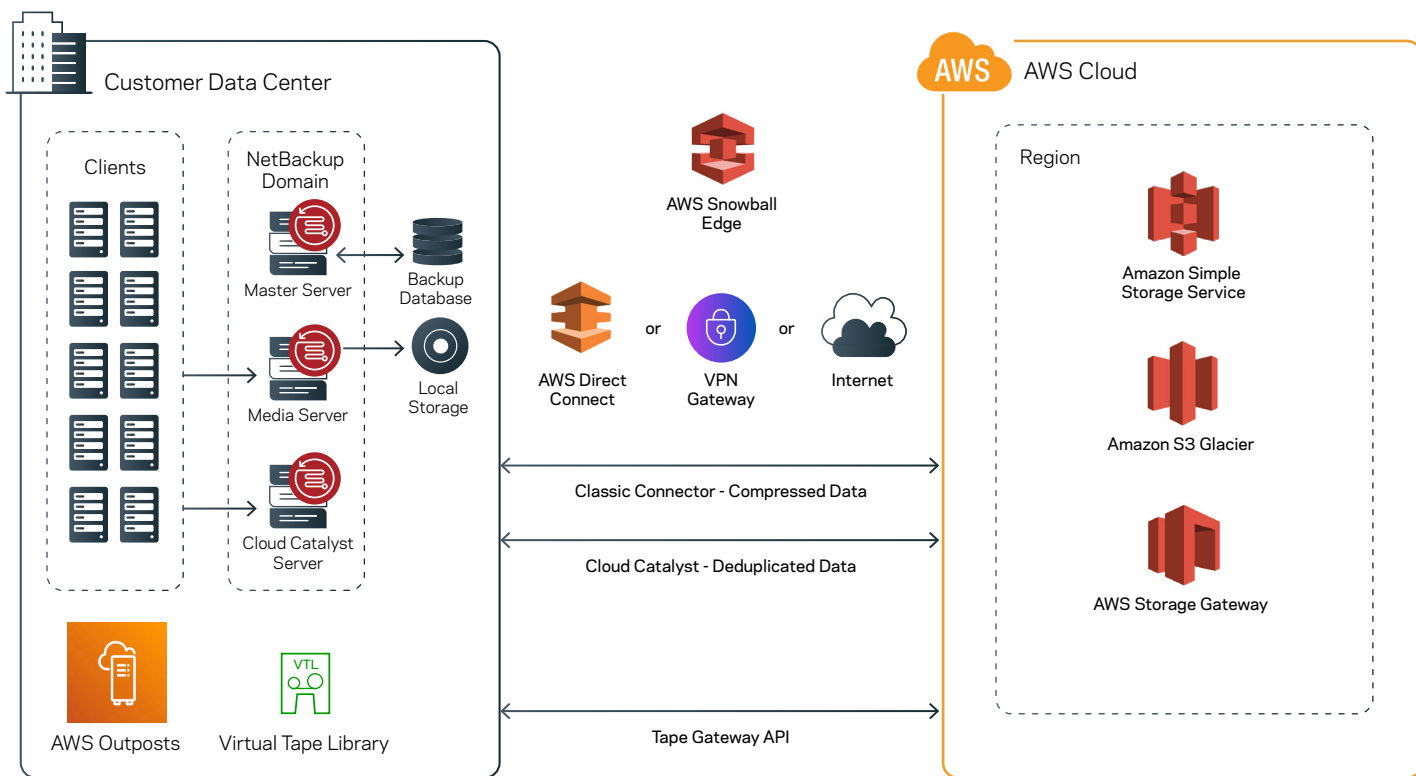 Customer Data Center
Clients
NetBackup
Domain
Master Server
Backup
Database
Media Server
Local
Storage
Cloud Catalyst
Server
AWS Outposts
VTL
Virtual Tape Library
AWS Snowball
Edge
AWS Direct
Connect
or
VPN
Gateway
or
Internet
Classic Connector - Compressed Data
Cloud Catalyst - Deduplicated Data
Tape Gateway API
AWS
AWS Cloud
Region
Amazon Simple
Storage Service
Amazon S3 Glacier
AWS Storage Gateway